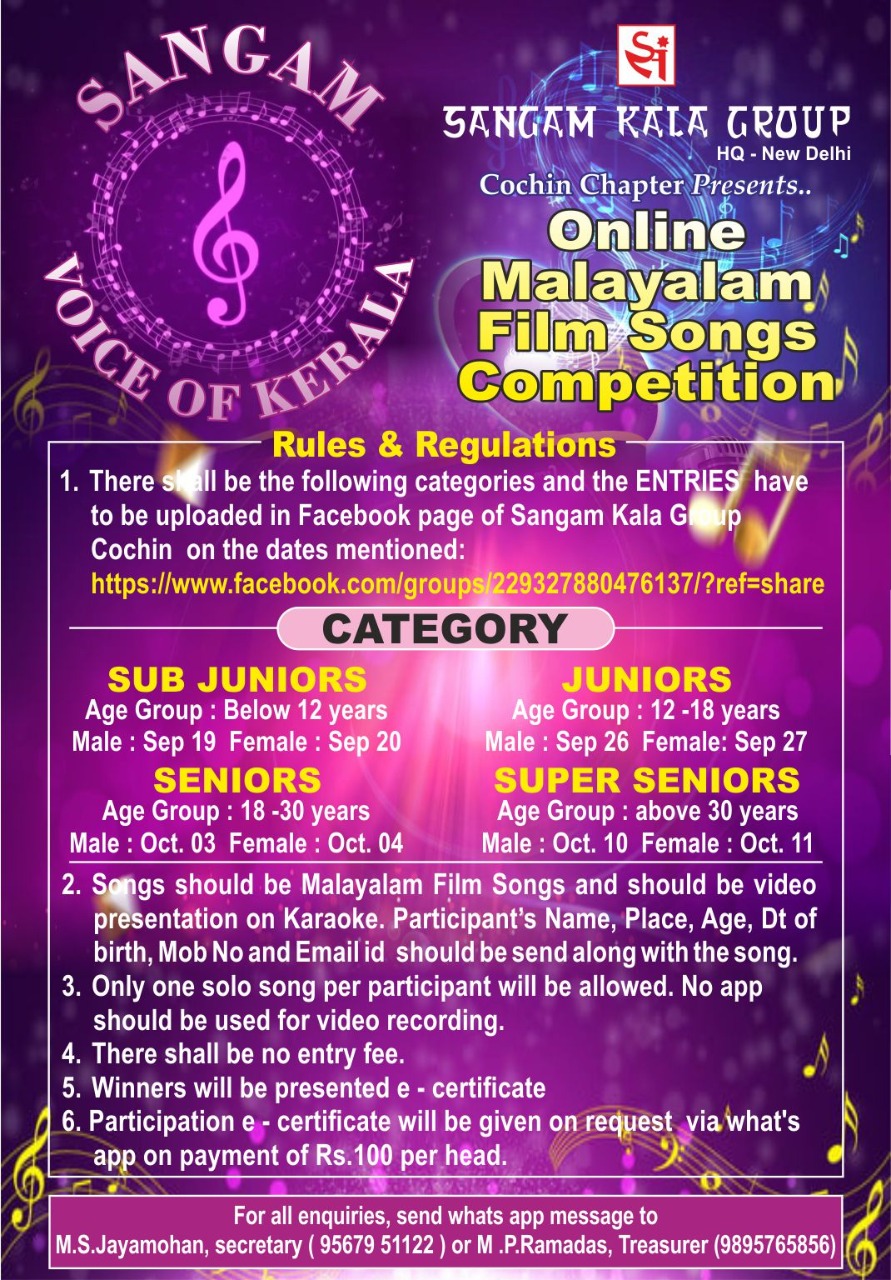 SANGAM
VOICE OF KERALA
SANGAM KALA GROUP
HQ - New Delhi
Cochin Chapter Presents..
Online
Malayalam
Film Songs
Competition
Rules & Regulations
1. There shall be the following categories and the ENTRIES have
to be uploaded in Facebook page of Sangam Kala Group
Cochin on the dates mentioned:
https://www.facebook.com/groups/229327880476137/?ref=share
CATEGORY
SUB JUNIORS
Age Group : Below 12 years
Male : Sep 19 Female : Sep 20
JUNIORS
Age Group : 12 -18 years
Male : Sep 26 Female: Sep 27
SENIORS
Age Group : 18 -30 years
Male : Oct. 03 Female : Oct. 04
SUPER SENIORS
Age Group : above 30 years
Male : Oct. 10 Female : Oct. 11
2. Songs should be Malayalam Film Songs and should be video
presentation on Karaoke. Participant's Name, Place, Age, Dt of
birth, Mob No and Email id should be send along with the song.
3. Only one solo song per participant will be allowed. No app
should be used for video recording.
4. There shall be no entry fee.
5. Winners will be presented e - certificate
6. Participation e - certificate will be given on request via what's
app on payment of Rs.100 per head.
For all enquiries, send whats app message to
M.S.Jayamohan, secretary ( 95679 51122 ) or M .P.Ramadas, Treasurer (9895765856)